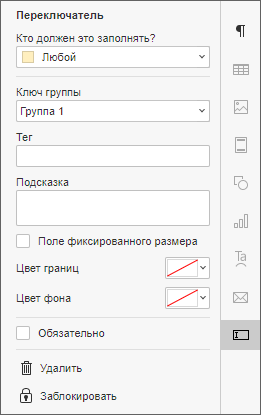 Переключатель
Кто должен это заполнять?
Любой
Ключ группы
Группа 1
Тег
Подсказка
Поле фиксированного размера
Цвет границ
Цвет фона
Обязательно
Удалить
Заблокировать
¶
Ta